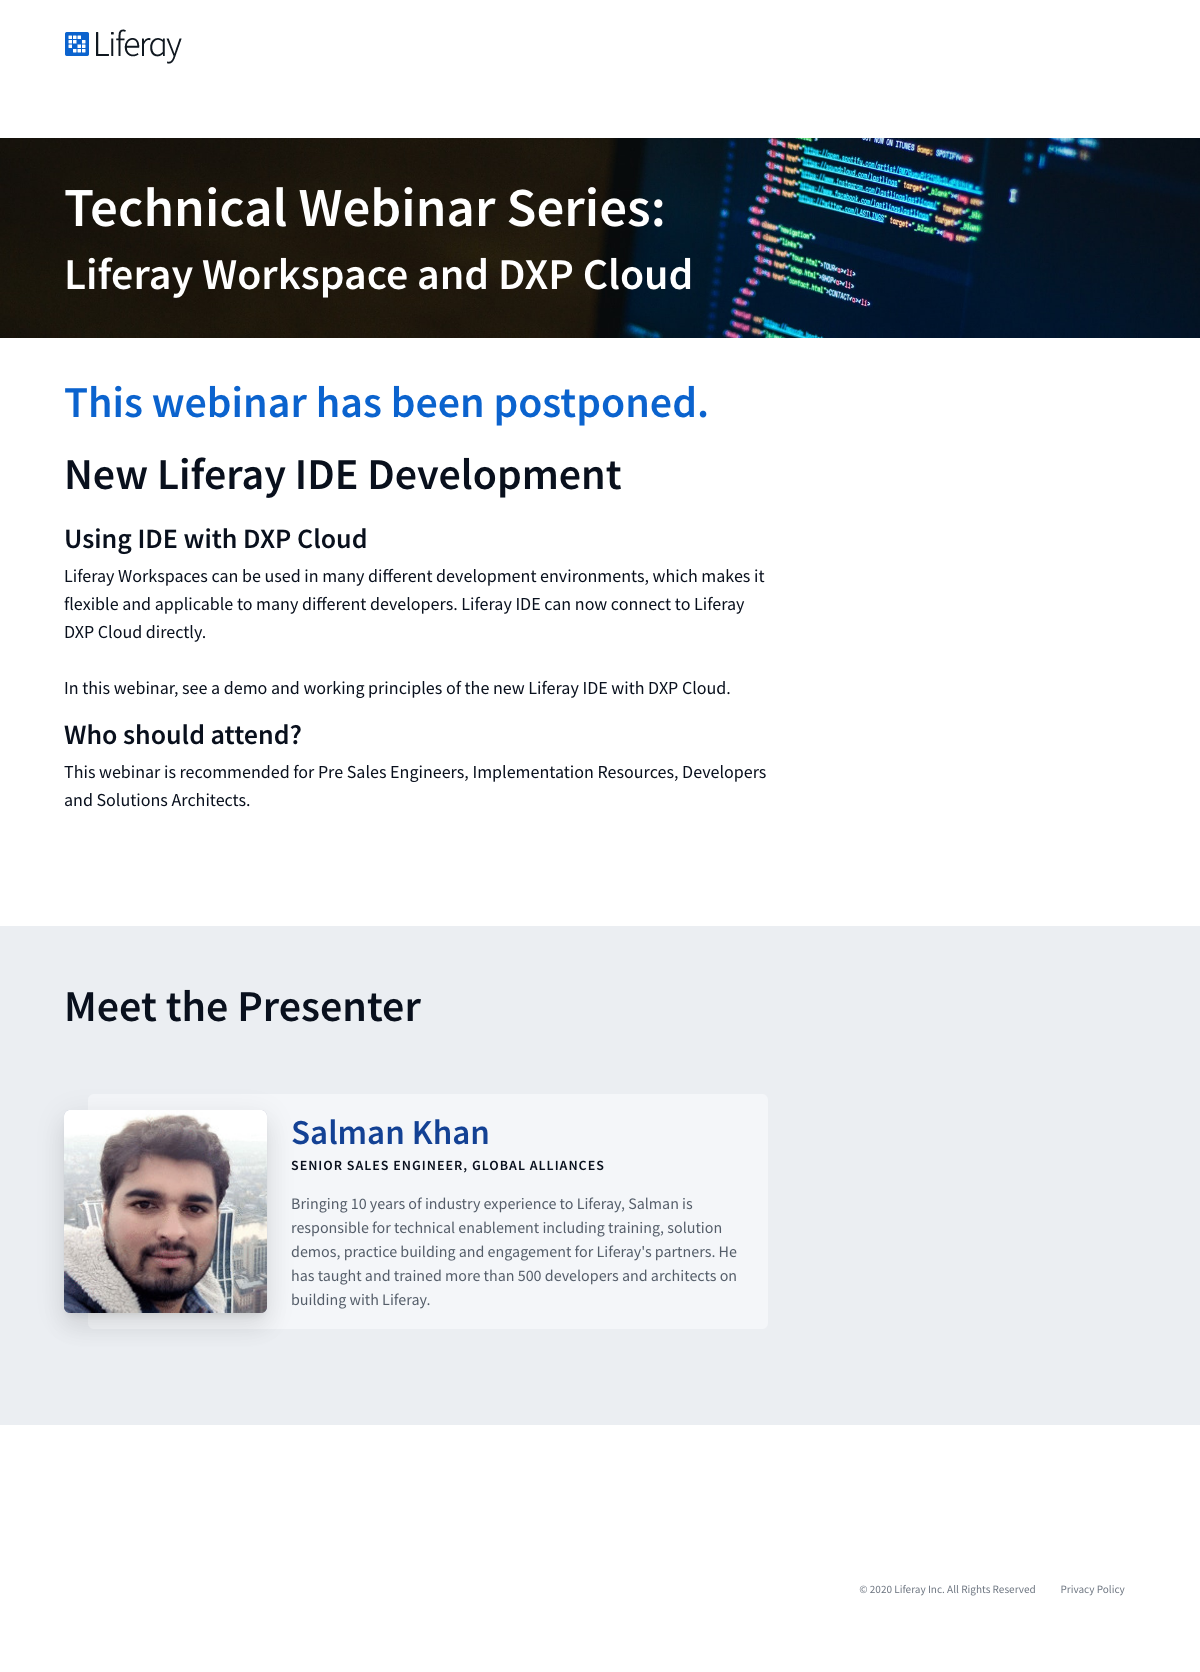 Liferay
Technical Webinar Series:
Liferay Workspace and DXP Cloud
This webinar has been postponed.
New Liferay IDE Development
Using IDE with DXP Cloud
Liferay Workspaces can be used in many different development environments, which makes it
flexible and applicable to many different developers. Liferay IDE can now connect to Liferay
DXP Cloud directly.
In this webinar, see a demo and working principles of the new Liferay IDE with DXP Cloud.
Who should attend?
This webinar is recommended for Pre Sales Engineers, Implementation Resources, Developers
and Solutions Architects.
Meet the Presenter
Salman Khan
SENIOR SALES ENGINEER, GLOBAL ALLIANCES
Bringing 10 years of industry experience to Liferay, Salman is
responsible for technical enablement including training, solution
demos, practice building and engagement for Liferay's partners. He
has taught and trained more than 500 developers and architects on
building with Liferay.
© 2020 Liferay Inc. All Rights Reserved Privacy Policy